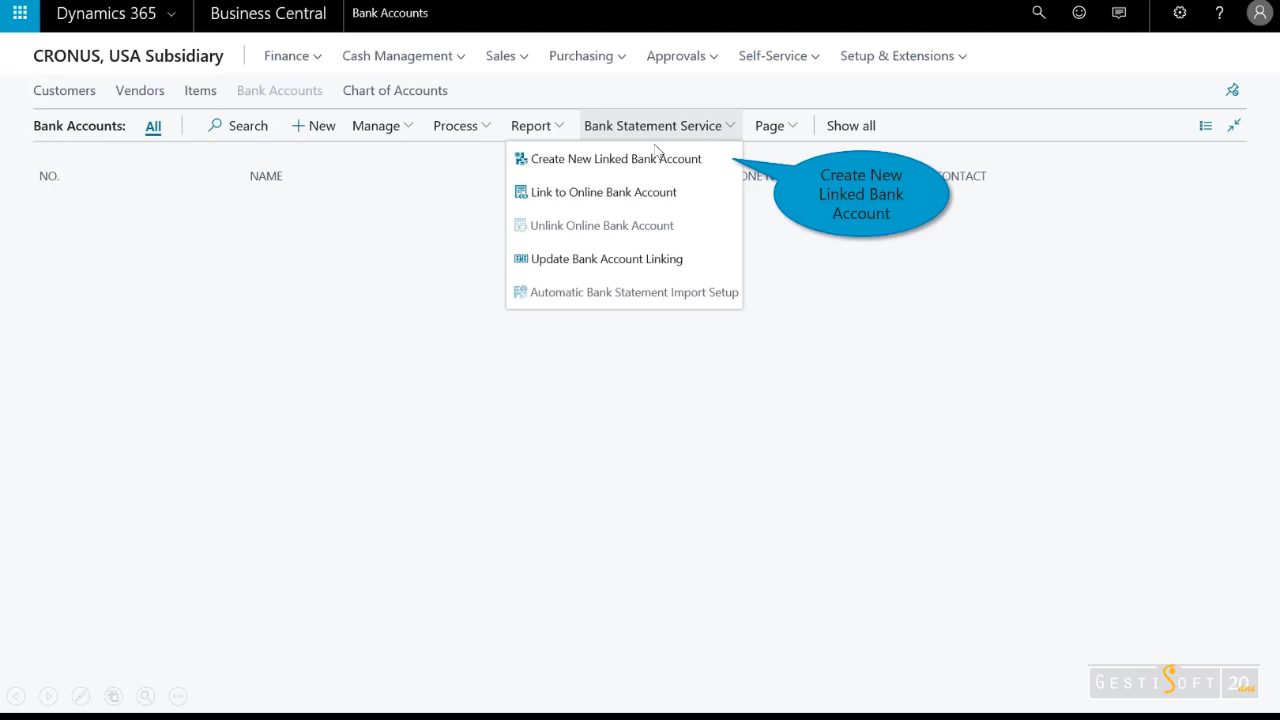 Dynamics 365 Business Central Bank Accounts
CRONUS, USA Subsidiary Finance Cash Management Sales Purchasing Approvals Self-Service Setup & Extensions
Customers Vendors Items Bank Accounts Chart of Accounts
Bank Accounts: All Search + New Manage Process Report Bank Statement Service Page Show all
NO. NAME CONTACT
Create New Linked Bank Account
Link to Online Bank Account
Unlink Online Bank Account
Update Bank Account Linking
Automatic Bank Statement Import Setup
Create New
Linked Bank
Account
GESTISOFT 20 ans